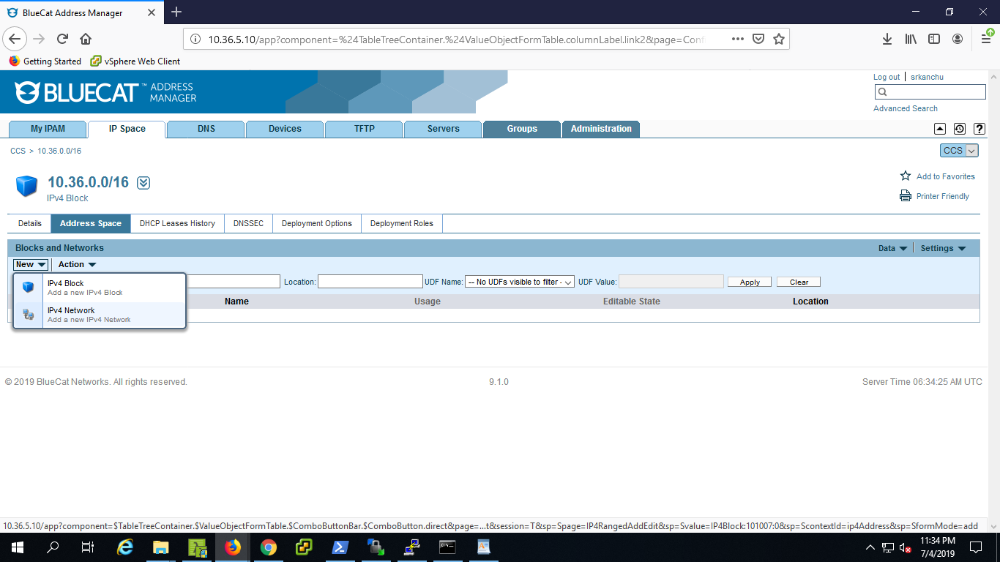 BlueCat Address Manager
10.36.5.10/app?component=%24TableTreeContainer.%24ValueObjectFormTable.columnLabel.link2&page=Conf
Getting Started vSphere Web Client
BLUECAT™ ADDRESS MANAGER
Log out srkanchu
Advanced Search
My IPAM IP Space DNS Devices TFTP Servers Groups Administration
CCS > 10.36.0.0/16
CCS
10.36.0.0/16
IPv4 Block
Add to Favorites
Printer Friendly
Details Address Space DHCP Leases History DNSSEC Deployment Options Deployment Roles
Blocks and Networks Data Settings
New Action
IPv4 Block
Add a new IPv4 Block
IPv4 Network
Add a new IPv4 Network
Location: UDF Name: -- No UDFs visible to filter - UDF Value: Apply Clear
Name Usage Editable State Location
© 2019 BlueCat Networks. All rights reserved. 9.1.0 Server Time 06:34:25 AM UTC
10.36.5.10/app?component=$TableTreeContainer.$ValueObjectFormTable.$ComboButtonBar.$ComboButton.direct&page=...t&session=T&sp=Spage=IP4RangedAddEdit&sp=Svalue=IP4Block:101007:0&sp=ScontextId=ip4Address&sp=SformMode=add
11:34 PM
7/4/2019